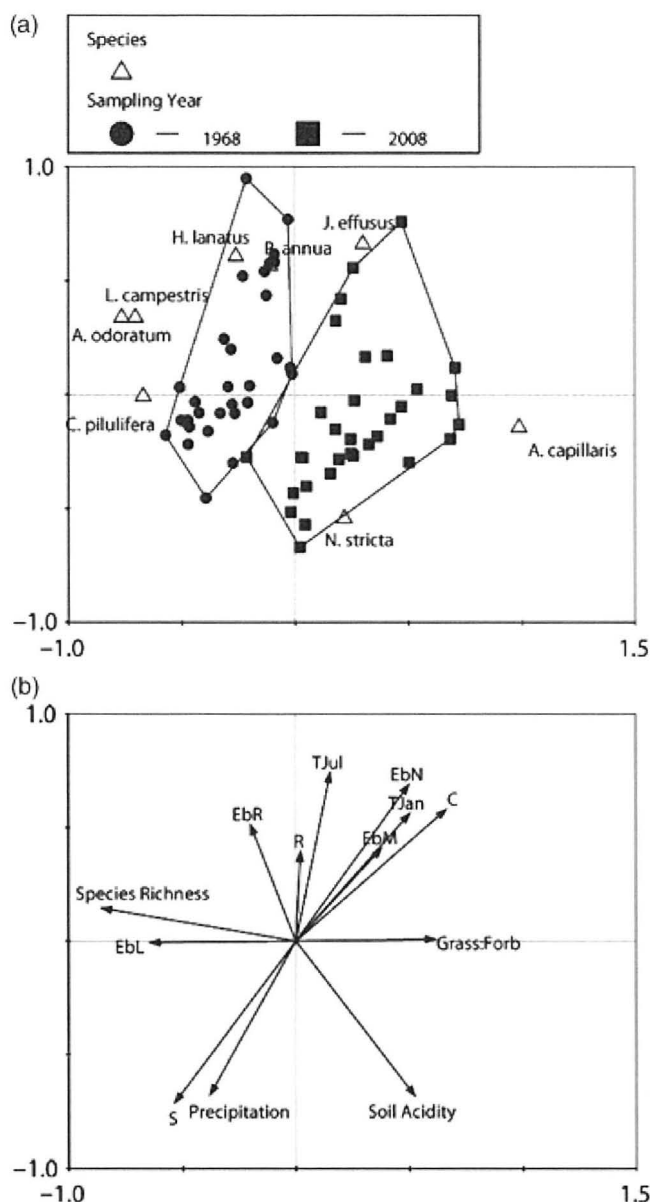 (a)
Species
Sampling Year
— 1968 — 2008
1.0
J. effusus
H. lanatus
P. annua
L. campestris
A. odoratum
C. pilulifera
A. capillaris
N. stricta
−1.0
−1.0 1.5
(b)
1.0
TJul
EbN
TJan
C
EbR
R
EbM
Species Richness
EbL
Grass:Forb
S
Precipitation
Soil Acidity
−1.0
−1.0 1.5